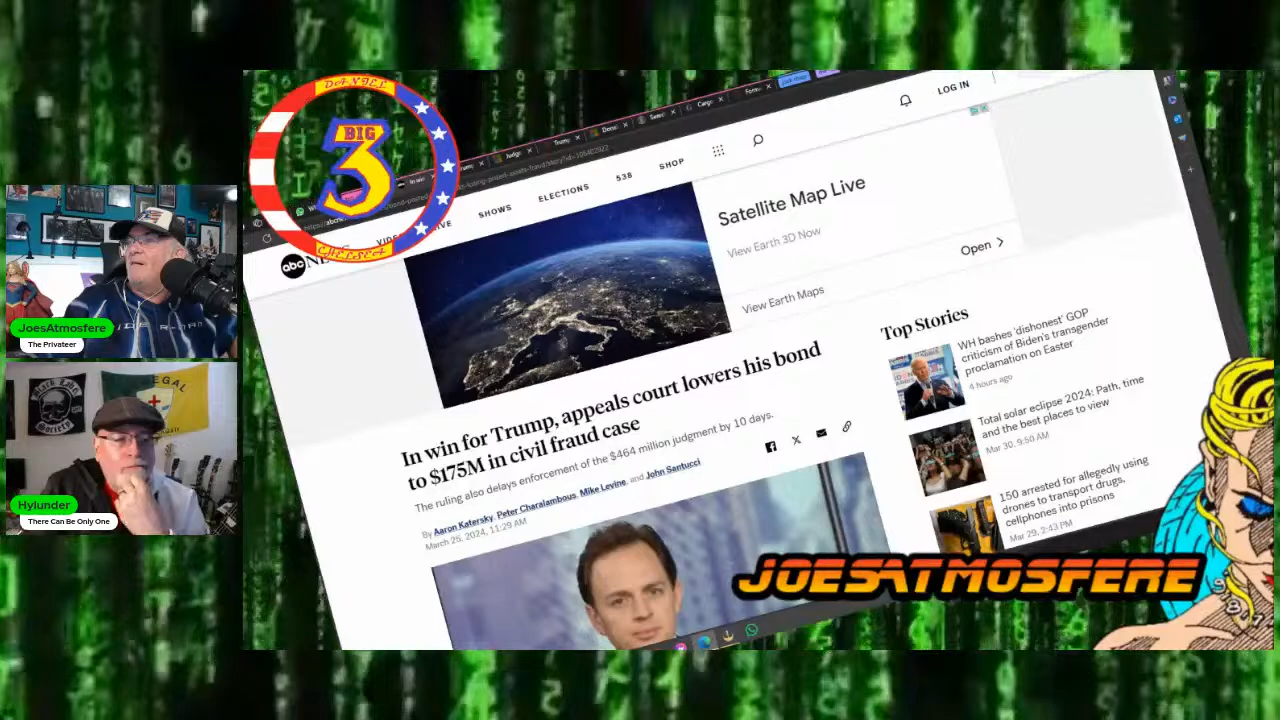 DANIEL
BIG
3
CHELSEA
JoesAtmosfere
The Privateer
Black Label
Society
Hylunder
There Can Be Only One
LOG IN
SHOWS
ELECTIONS
538
SHOP
abc
Satellite Map Live
View Earth 3D Now
Open
View Earth Maps
In win for Trump, appeals court lowers his bond
to $175M in civil fraud case
The ruling also delays enforcement of the $464 million judgment by 10 days.
By Aaron Katersky, Peter Charalambous, Mike Levine, and John Santucci
March 25, 2024, 11:29 AM
Top Stories
WH bashes 'dishonest' GOP
criticism of Biden's transgender
proclamation on Easter
4 hours ago
Total solar eclipse 2024: Path, time
and the best places to view
Mar 30, 9:50 AM
150 arrested for allegedly using
drones to transport drugs,
cellphones into prisons
Mar 29, 2:43 PM
JOESATMOSFERE